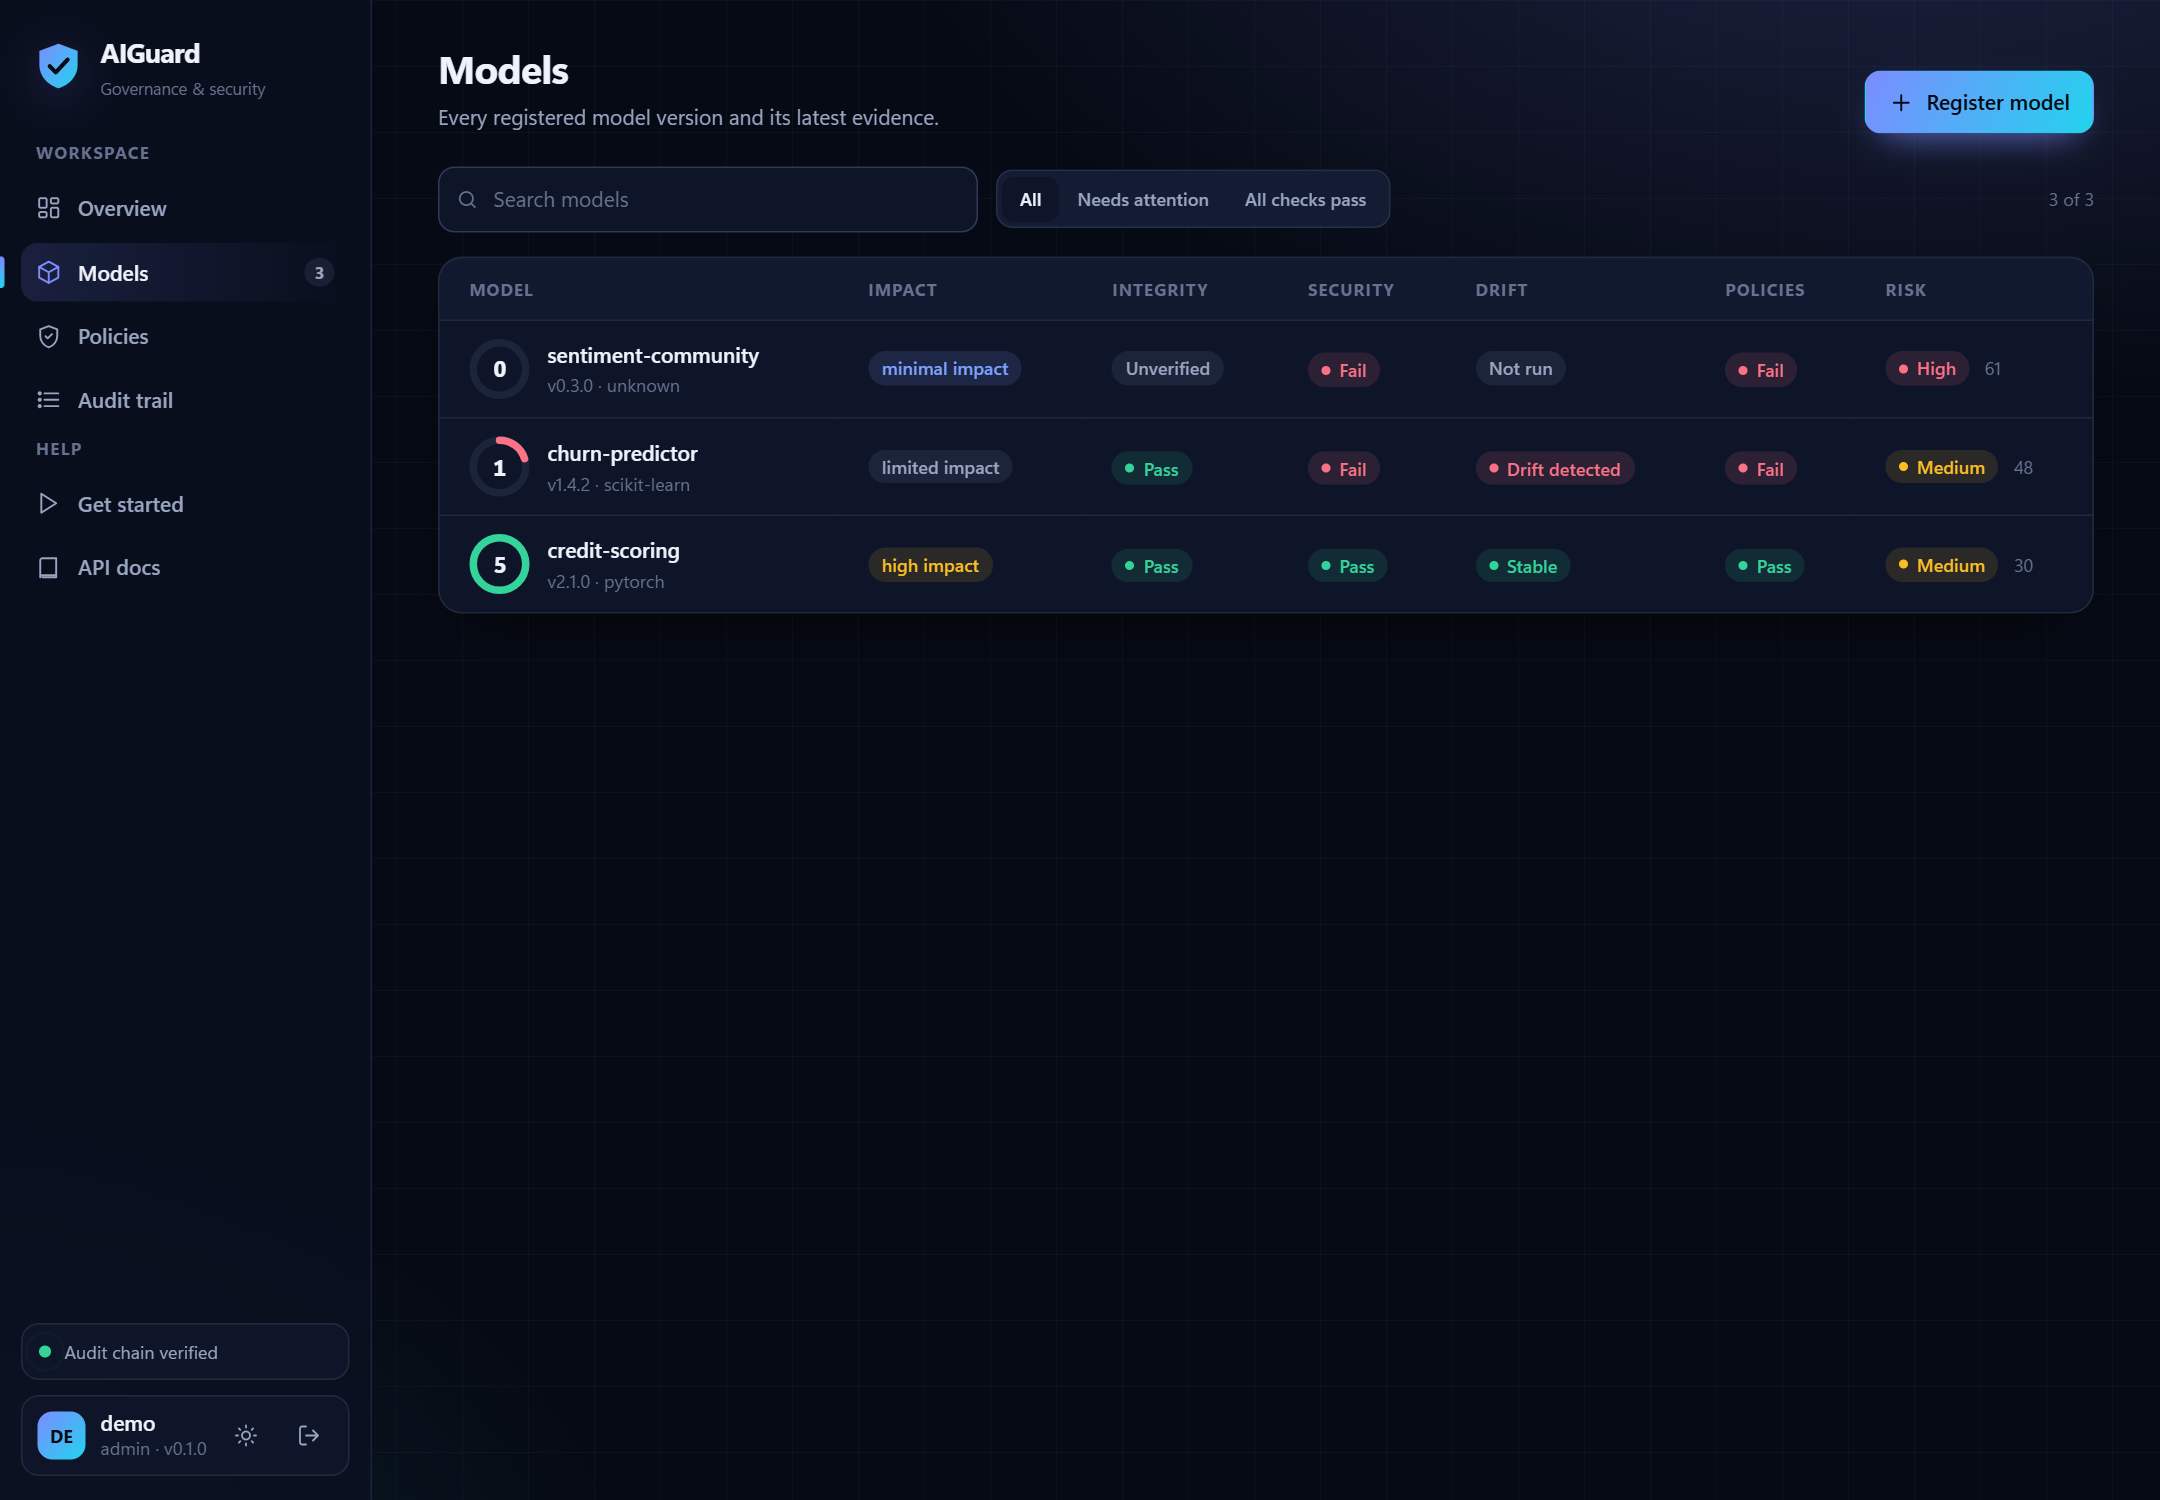 AIGuard
Governance & security
WORKSPACE
Overview
Models 3
Policies
Audit trail
HELP
Get started
API docs
Audit chain verified
DE
demo
admin · v0.1.0
Models
Every registered model version and its latest evidence.
Register model
Search models
All Needs attention All checks pass
3 of 3
MODEL IMPACT INTEGRITY SECURITY DRIFT POLICIES RISK
0 sentiment-community minimal impact Unverified Fail Not run Fail High 61
v0.3.0 · unknown
1 churn-predictor limited impact Pass Fail Drift detected Fail Medium 48
v1.4.2 · scikit-learn
5 credit-scoring high impact Pass Pass Stable Pass Medium 30
v2.1.0 · pytorch